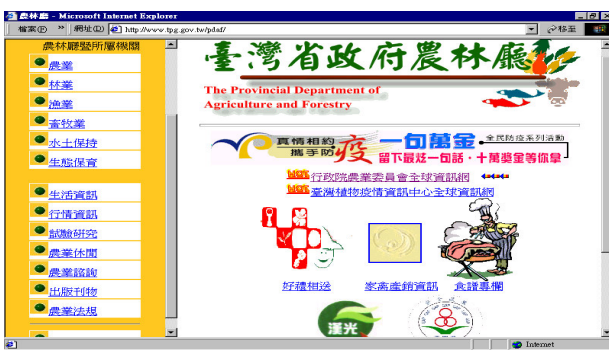 農林廳 - Microsoft Internet Explorer
檔案(F) » 網址(D) http://www.tpg.gov.tw/pdaf/ 移至
農林廳暨所屬機關
農業
林業
漁業
畜牧業
水土保持
生態保育
生活資訊
行情資訊
試驗研究
農業休閒
農業諮詢
出版刊物
農業法規
臺灣省政府農林廳
The Provincial Department of
Agriculture and Forestry
真情相約 攜手防疫 一句萬金 全民防疫系列活動
留下最炫一句話‧十萬獎金等你拿
HOT 行政院農業委員會全球資訊網
HOT 臺灣植物疫情資訊中心全球資訊網
好禮相送 家禽產銷資訊 食譜專欄
漢光
Internet